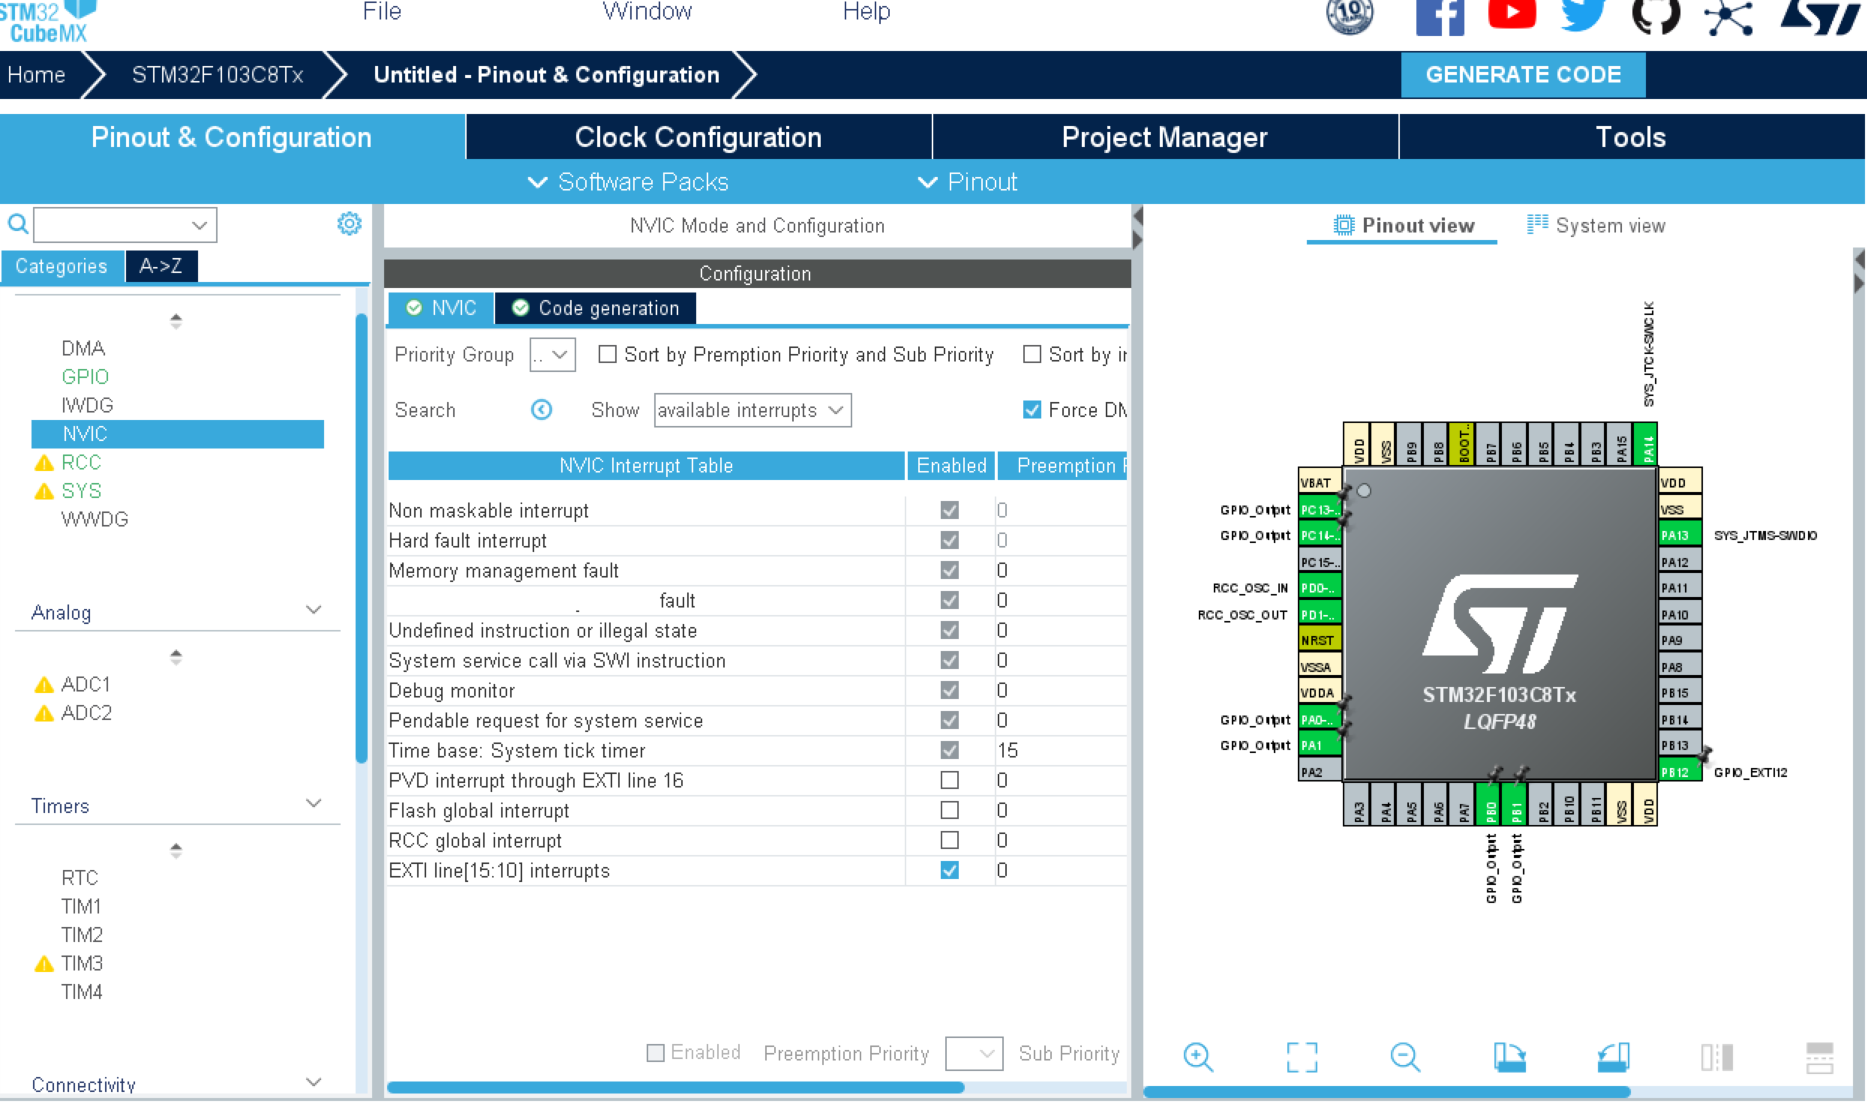 STM32
CubeMX
File
Window
Help
10
Home
STM32F103C8Tx
Untitled - Pinout & Configuration
GENERATE CODE
Pinout & Configuration
Clock Configuration
Project Manager
Tools
Software Packs
Pinout
Categories
A->Z
DMA
GPIO
IWDG
NVIC
RCC
SYS
WWDG
Analog
ADC1
ADC2
Timers
RTC
TIM1
TIM2
TIM3
TIM4
Connectivity
NVIC Mode and Configuration
Configuration
NVIC
Code generation
Priority Group ..
Sort by Premption Priority and Sub Priority
Sort by
Search
Show
available interrupts
Force
NVIC Interrupt Table Enabled Preemption
Non maskable interrupt 0
Hard fault interrupt 0
Memory management fault 0
fault 0
Undefined instruction or illegal state 0
System service call via SWI instruction 0
Debug monitor 0
Pendable request for system service 0
Time base: System tick timer 15
PVD interrupt through EXTI line 16 0
Flash global interrupt 0
RCC global interrupt 0
EXTI line[15:10] interrupts 0
Enabled
Preemption Priority
Sub Priority
Pinout view
System view
SYS_JTCK-SWCLK
VDD
VSS
PB9
PB8
BOOT..
PB7
PB6
PB5
PB4
PB3
PA15
PA14
VBAT
GPIO_Output PC13-..
GPIO_Output PC14-..
PC15-..
RCC_OSC_IN PD0-..
RCC_OSC_OUT PD1-..
NRST
VSSA
VDDA
GPIO_Output PA0-..
GPIO_Output PA1
PA2
STM32F103C8Tx
LQFP48
VDD
VSS
PA13 SYS_JTMS-SWDIO
PA12
PA11
PA10
PA9
PA8
PB15
PB14
PB13
PB12 GPIO_EXTI12
PA3
PA4
PA5
PA6
PA7
PB0
PB1
PB2
PB10
PB11
VSS
VDD
GPIO_Output
GPIO_Output